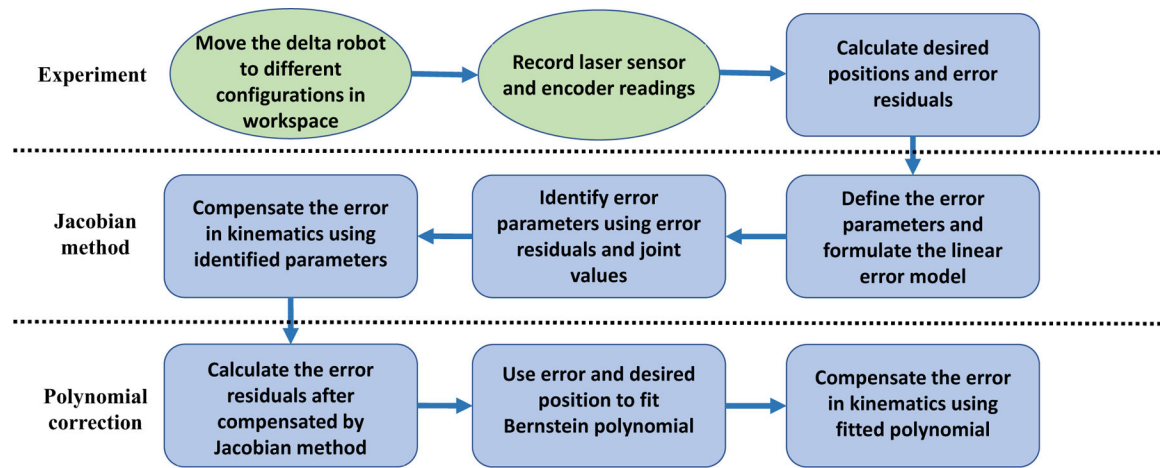 Experiment
Move the delta robot
to different
configurations in
workspace
Record laser sensor
and encoder readings
Calculate desired
positions and error
residuals
Jacobian
method
Compensate the error
in kinematics using
identified parameters
Identify error
parameters using error
residuals and joint
values
Define the error
parameters and
formulate the linear
error model
Polynomial
correction
Calculate the error
residuals after
compensated by
Jacobian method
Use error and desired
position to fit
Bernstein polynomial
Compensate the error
in kinematics using
fitted polynomial